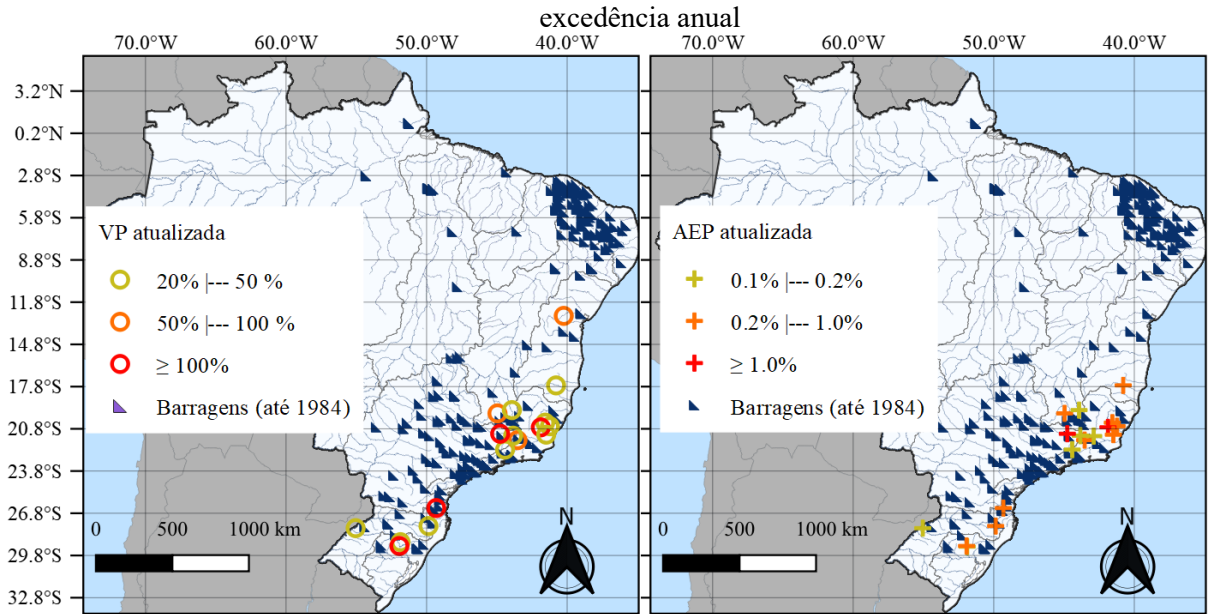 excedência anual
70.0°W 60.0°W 50.0°W 40.0°W
70.0°W 60.0°W 50.0°W 40.0°W
3.2°N
0.2°N
2.8°S
5.8°S
8.8°S
11.8°S
14.8°S
17.8°S
20.8°S
23.8°S
26.8°S
29.8°S
32.8°S
VP atualizada
20% |--- 50 %
50% |--- 100 %
≥ 100%
Barragens (até 1984)
0 500 1000 km
N
AEP atualizada
0.1% |--- 0.2%
0.2% |--- 1.0%
≥ 1.0%
Barragens (até 1984)
0 500 1000 km
N